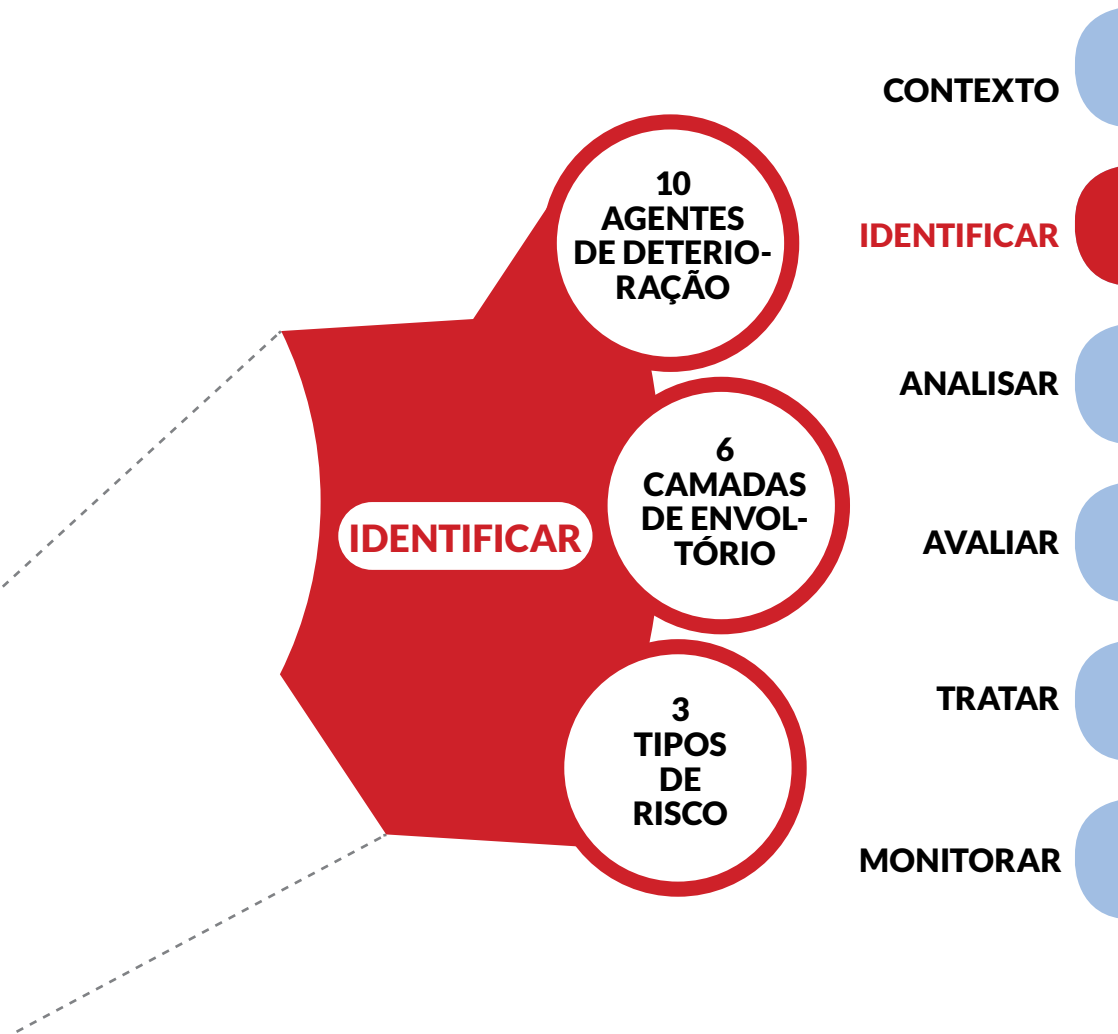 10
AGENTES
DE DETERIO-
RAÇÃO
IDENTIFICAR
6
CAMADAS
DE ENVOL-
TÓRIO
3
TIPOS
DE
RISCO
CONTEXTO
IDENTIFICAR
ANALISAR
AVALIAR
TRATAR
MONITORAR